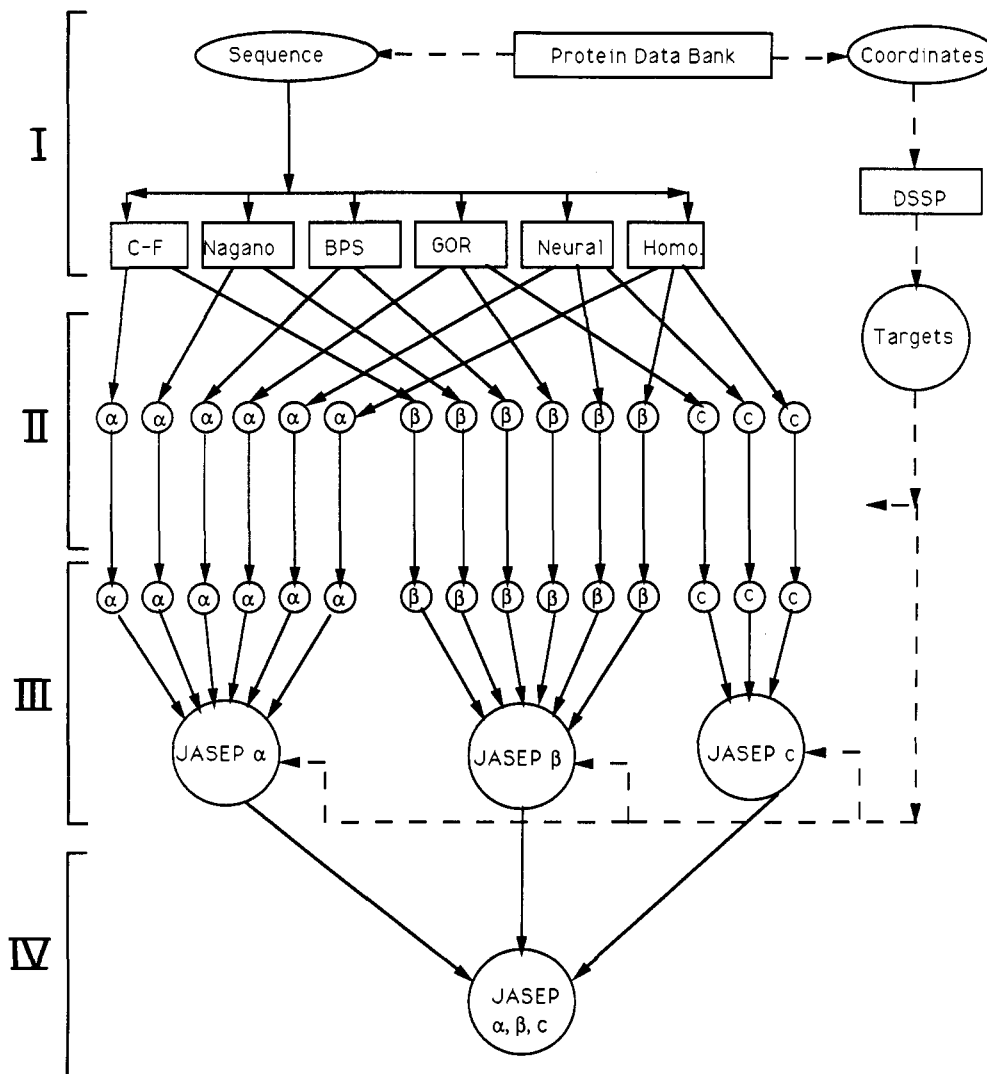 Sequence
Protein Data Bank
Coordinates
I
DSSP
C-F
Nagano
BPS
GOR
Neural
Homo.
Targets
II
α α α α α α β β β β β β c c c
α α α α α α β β β β β β c c c
III
JASEP α
JASEP β
JASEP c
IV
JASEP
α, β, c